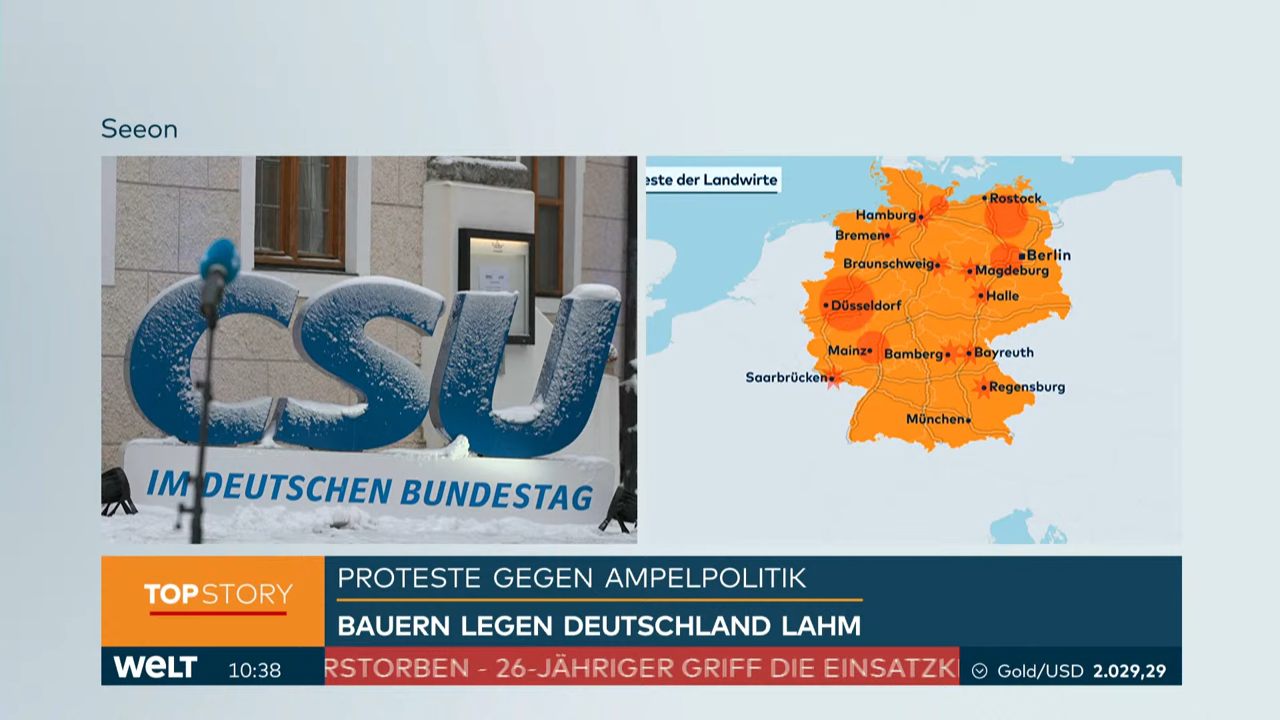 Seeon
CSU
IM DEUTSCHEN BUNDESTAG
este der Landwirte
Rostock
Hamburg
Bremen
Berlin
Braunschweig
Magdeburg
Halle
Düsseldorf
Mainz
Bamberg
Bayreuth
Saarbrücken
Regensburg
München
TOPSTORY
PROTESTE GEGEN AMPELPOLITIK
BAUERN LEGEN DEUTSCHLAND LAHM
WELT 10:38
RSTORBEN - 26-JÄHRIGER GRIFF DIE EINSATZK
Gold/USD 2.029,29